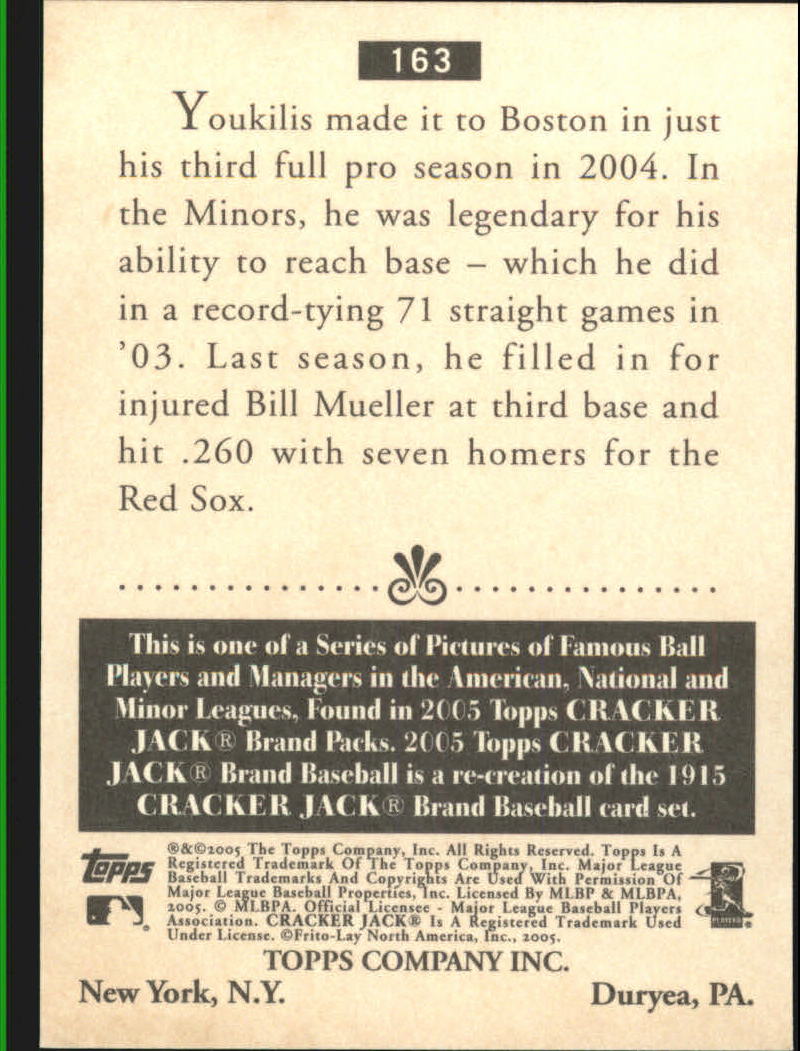 163
Youkilis made it to Boston in just
his third full pro season in 2004. In
the Minors, he was legendary for his
ability to reach base – which he did
in a record-tying 71 straight games in
’03. Last season, he filled in for
injured Bill Mueller at third base and
hit .260 with seven homers for the
Red Sox.
This is one of a Series of Pictures of Famous Ball
Players and Managers in the American, National and
Minor Leagues, Found in 2005 Topps CRACKER
JACK® Brand Packs. 2005 Topps CRACKER
JACK® Brand Baseball is a re-creation of the 1915
CRACKER JACK® Brand Baseball card set.
Topps
®&©2005 The Topps Company, Inc. All Rights Reserved. Topps Is A
Registered Trademark Of The Topps Company, Inc. Major League
Baseball Trademarks And Copyrights Are Used With Permission Of
Major League Baseball Properties, Inc. Licensed By MLBP & MLBPA,
2005. © MLBPA. Official Licensee - Major League Baseball Players
Association. CRACKER JACK® Is A Registered Trademark Used
Under License. ©Frito-Lay North America, Inc., 2005.
PLAYERS
TOPPS COMPANY INC.
New York, N.Y. Duryea, PA.